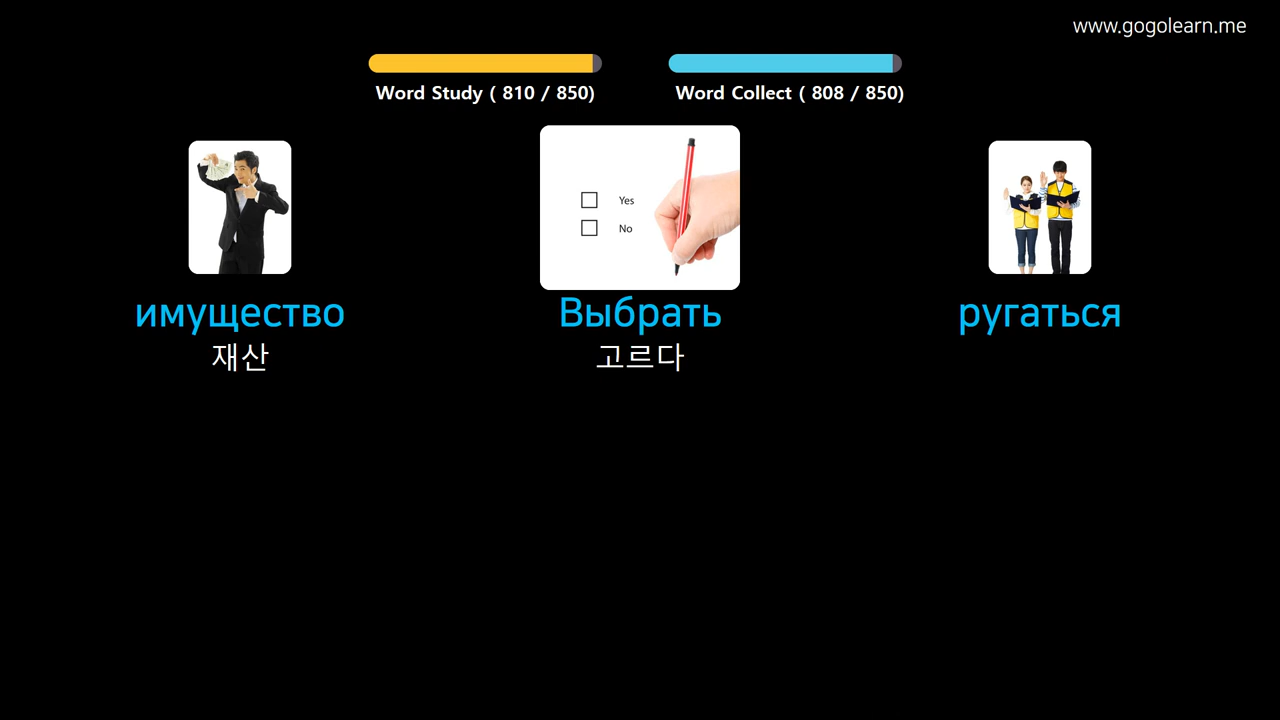 www.gogolearn.me
Word Study ( 810 / 850)
Word Collect ( 808 / 850)
Yes
No
имущество
Выбрать
ругаться
재산
고르다